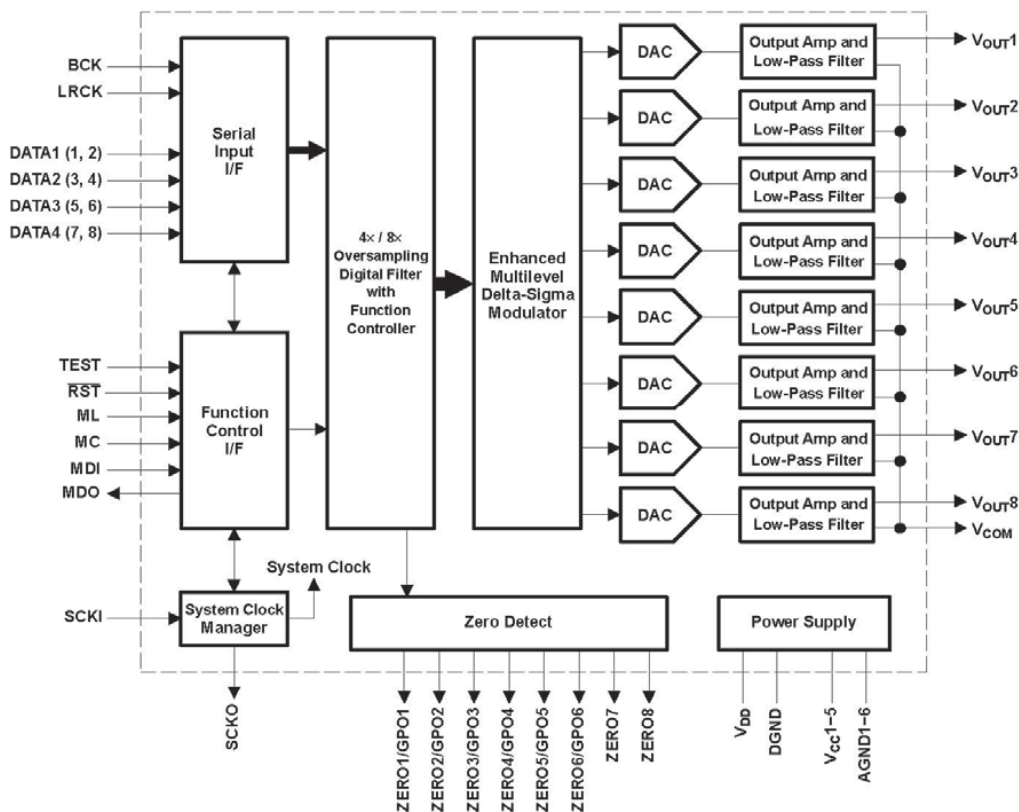 BCK
LRCK
DATA1 (1, 2)
DATA2 (3, 4)
DATA3 (5, 6)
DATA4 (7, 8)
Serial
Input
I/F
TEST
RST
ML
MC
MDI
MDO
Function
Control
I/F
SCKI
System Clock
Manager
SCKO
System Clock
4× / 8×
Oversampling
Digital Filter
with
Function
Controller
Enhanced
Multilevel
Delta-Sigma
Modulator
DAC
Output Amp and
Low-Pass Filter
VOUT1
DAC
Output Amp and
Low-Pass Filter
VOUT2
DAC
Output Amp and
Low-Pass Filter
VOUT3
DAC
Output Amp and
Low-Pass Filter
VOUT4
DAC
Output Amp and
Low-Pass Filter
VOUT5
DAC
Output Amp and
Low-Pass Filter
VOUT6
DAC
Output Amp and
Low-Pass Filter
VOUT7
DAC
Output Amp and
Low-Pass Filter
VOUT8
VCOM
Zero Detect
ZERO1/GPO1
ZERO2/GPO2
ZERO3/GPO3
ZERO4/GPO4
ZERO5/GPO5
ZERO6/GPO6
ZERO7
ZERO8
Power Supply
VDD
DGND
VCC1–5
AGND1–6